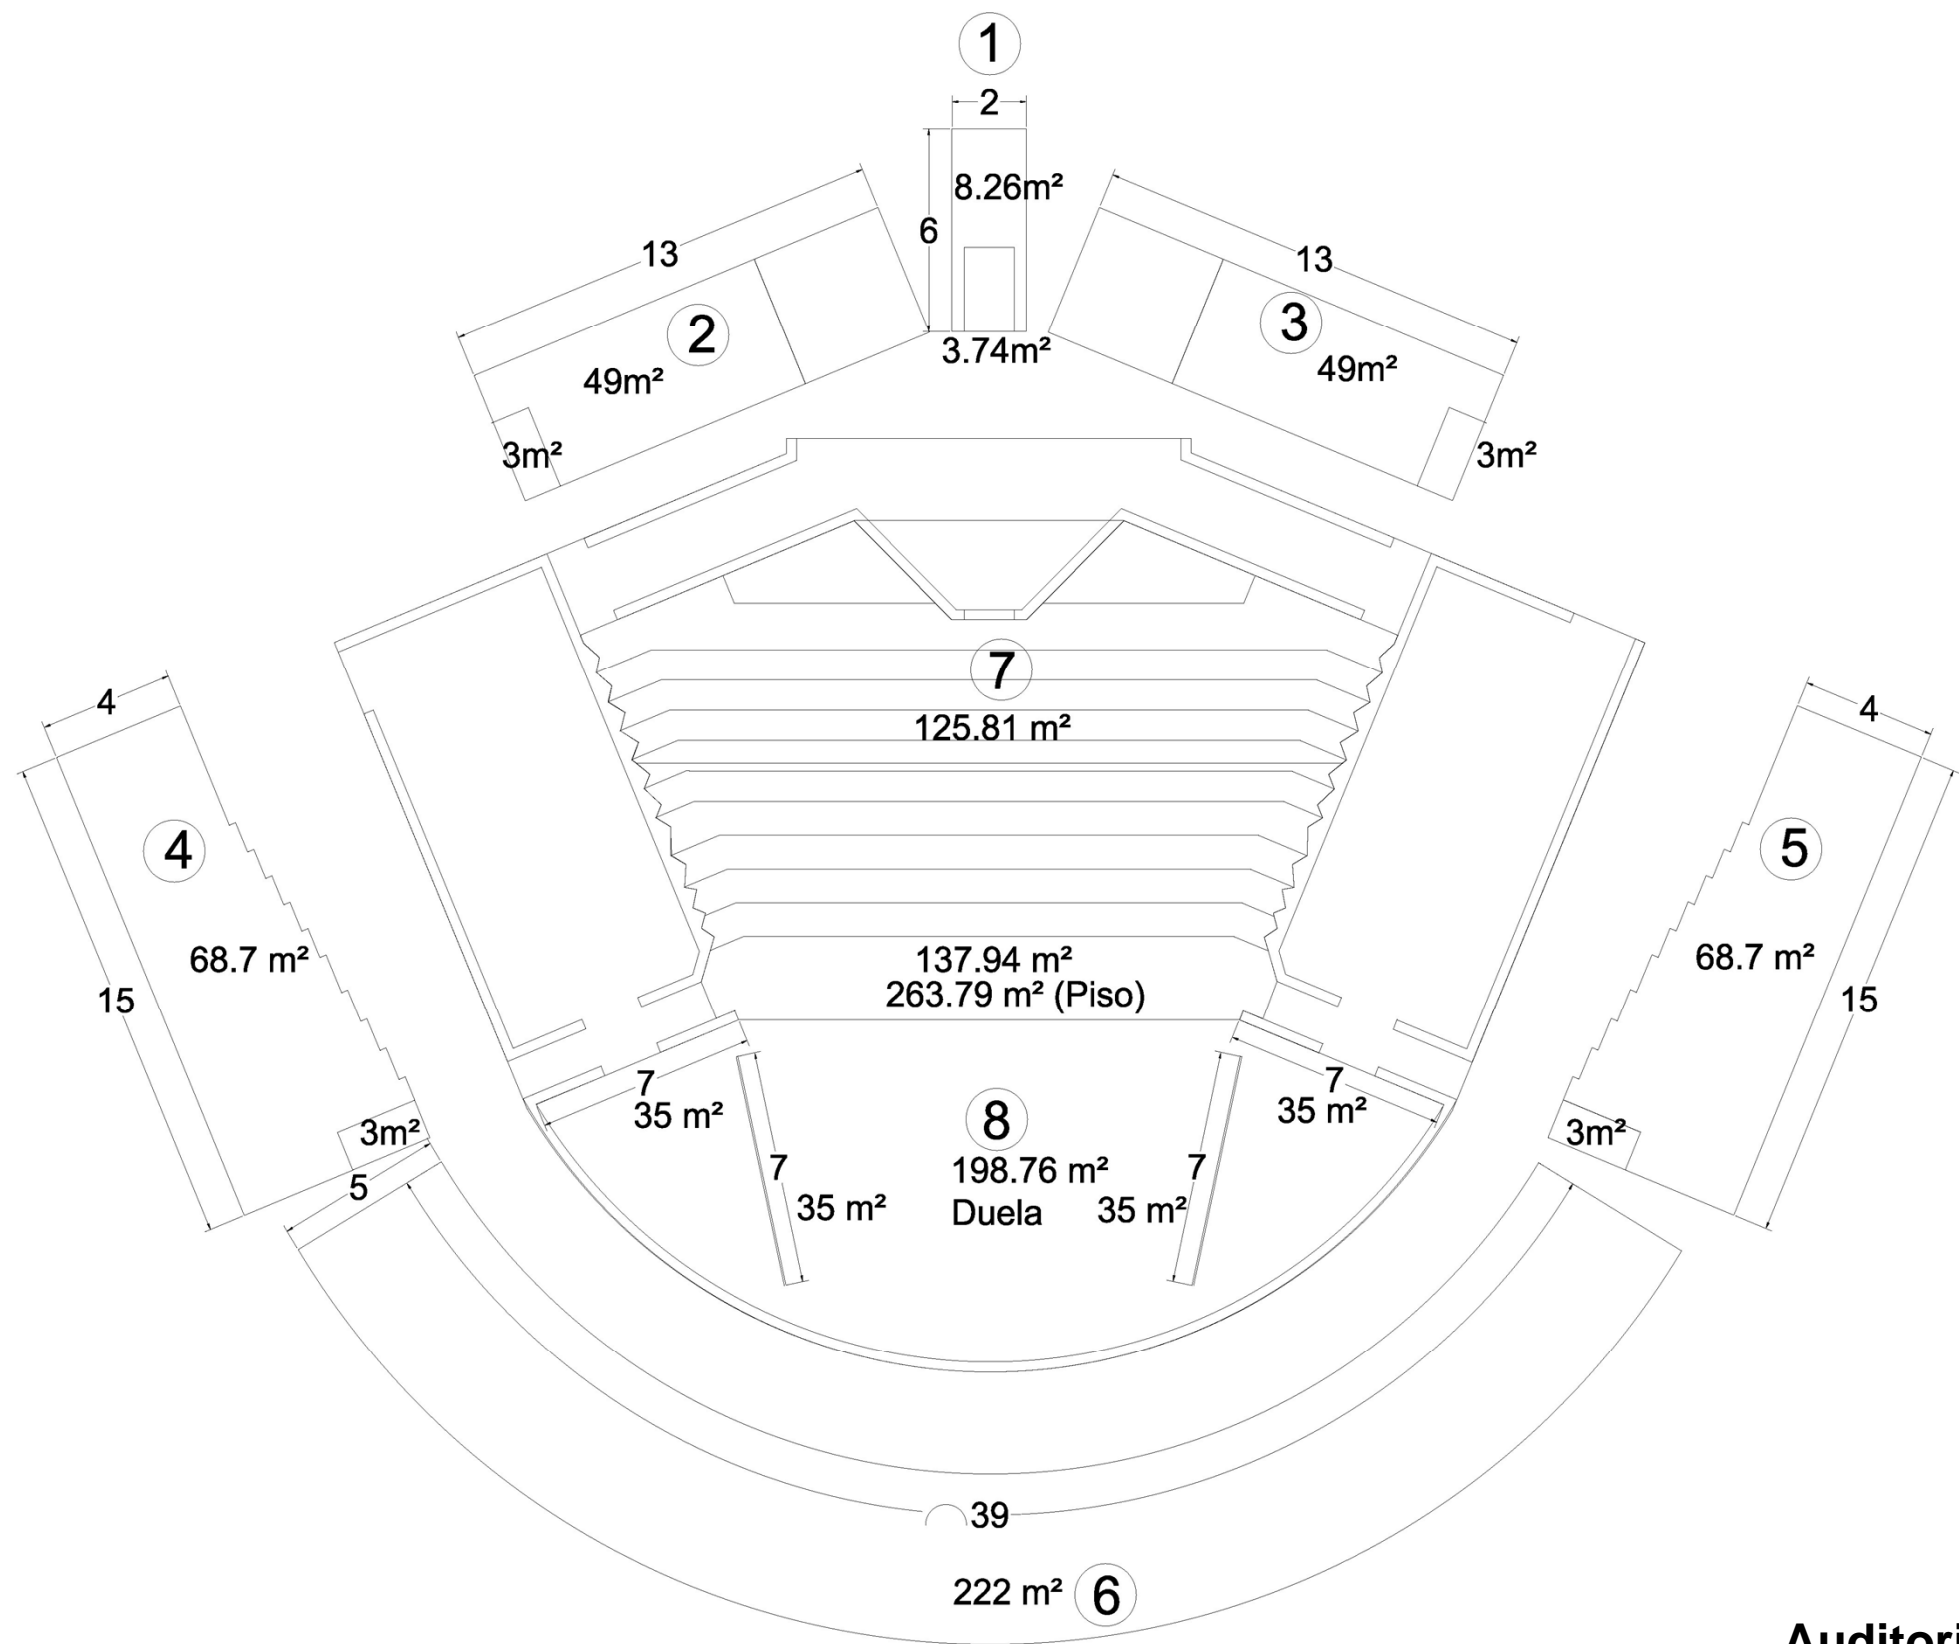 1
2
8.26m²
6
3.74m²
13
2
49m²
3m²
13
3
49m²
3m²
4
4
68.7 m²
15
3m²
5
7
125.81 m²
137.94 m²
263.79 m² (Piso)
4
5
68.7 m²
15
3m²
7
35 m²
7
35 m²
8
198.76 m²
Duela
7
35 m²
7
35 m²
39
222 m²
6